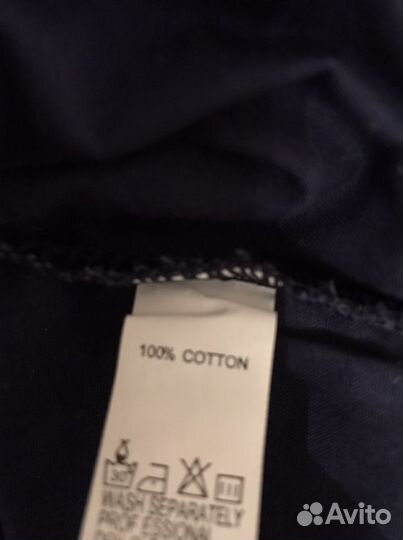 100% COTTON
30
WASH SEPARATELY
PROFESSIONAL
Avito